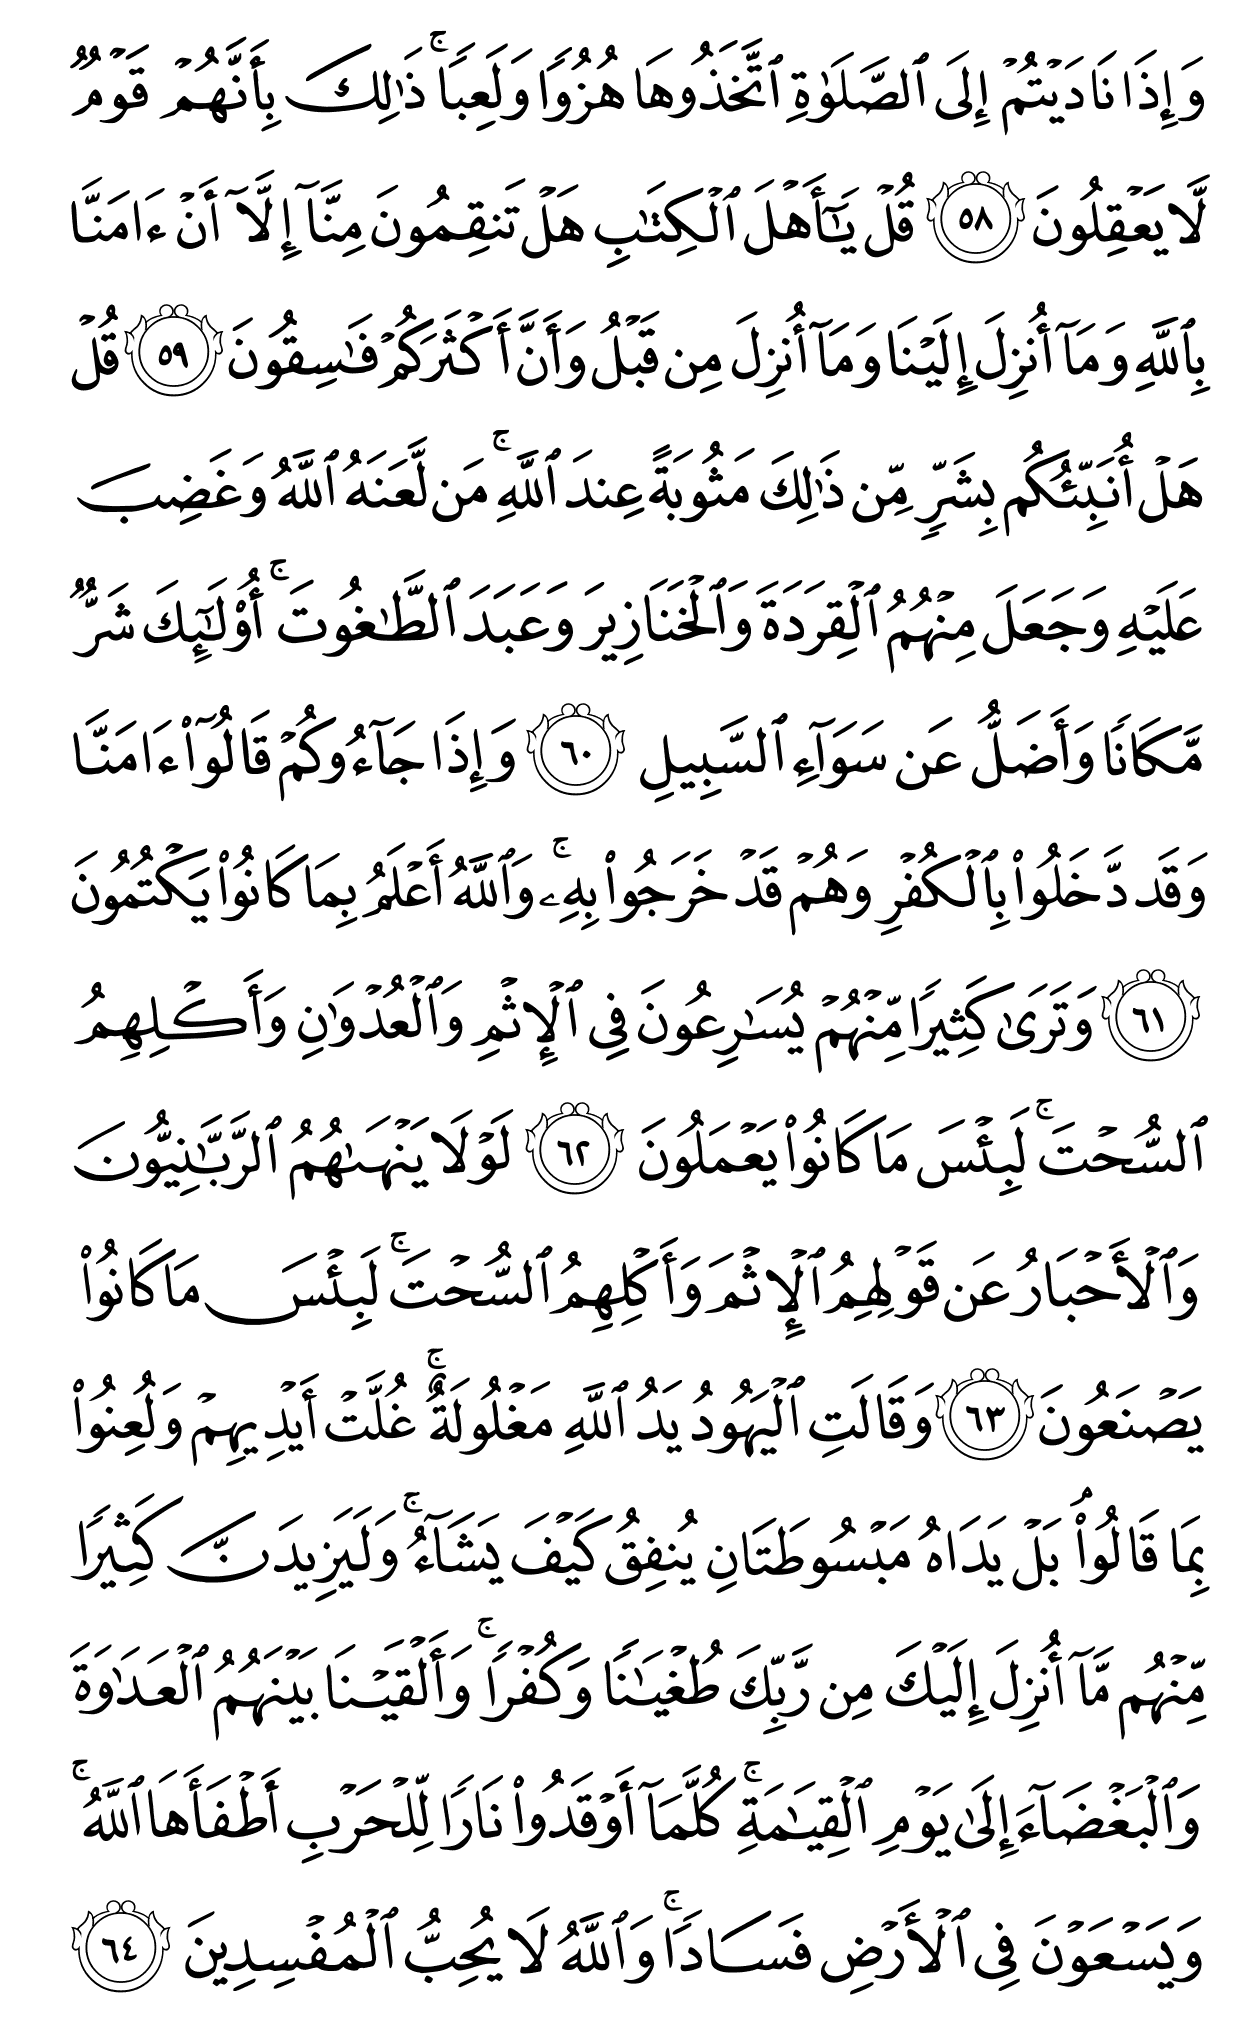 وَإِذَا نَادَيۡتُمۡ إِلَى ٱلصَّلَوٰةِ ٱتَّخَذُوهَا هُزُوٗا وَلَعِبٗاۚ ذَٰلِكَ بِأَنَّهُمۡ قَوۡمٞ
لَّا يَعۡقِلُونَ ٥٨ قُلۡ يَٰٓأَهۡلَ ٱلۡكِتَٰبِ هَلۡ تَنقِمُونَ مِنَّآ إِلَّآ أَنۡ ءَامَنَّا
بِٱللَّهِ وَمَآ أُنزِلَ إِلَيۡنَا وَمَآ أُنزِلَ مِن قَبۡلُ وَأَنَّ أَكۡثَرَكُمۡ فَٰسِقُونَ ٥٩ قُلۡ
هَلۡ أُنَبِّئُكُم بِشَرّٖ مِّن ذَٰلِكَ مَثُوبَةً عِندَ ٱللَّهِۚ مَن لَّعَنَهُ ٱللَّهُ وَغَضِبَ
عَلَيۡهِ وَجَعَلَ مِنۡهُمُ ٱلۡقِرَدَةَ وَٱلۡخَنَازِيرَ وَعَبَدَ ٱلطَّٰغُوتَۚ أُوْلَٰٓئِكَ شَرّٞ
مَّكَانٗا وَأَضَلُّ عَن سَوَآءِ ٱلسَّبِيلِ ٦٠ وَإِذَا جَآءُوكُمۡ قَالُوٓاْ ءَامَنَّا
وَقَد دَّخَلُواْ بِٱلۡكُفۡرِ وَهُمۡ قَدۡ خَرَجُواْ بِهِۦۚ وَٱللَّهُ أَعۡلَمُ بِمَا كَانُواْ يَكۡتُمُونَ
٦١ وَتَرَىٰ كَثِيرٗا مِّنۡهُمۡ يُسَٰرِعُونَ فِي ٱلۡإِثۡمِ وَٱلۡعُدۡوَٰنِ وَأَكۡلِهِمُ
ٱلسُّحۡتَۚ لَبِئۡسَ مَا كَانُواْ يَعۡمَلُونَ ٦٢ لَوۡلَا يَنۡهَىٰهُمُ ٱلرَّبَّٰنِيُّونَ
وَٱلۡأَحۡبَارُ عَن قَوۡلِهِمُ ٱلۡإِثۡمَ وَأَكۡلِهِمُ ٱلسُّحۡتَۚ لَبِئۡسَ مَا كَانُواْ
يَصۡنَعُونَ ٦٣ وَقَالَتِ ٱلۡيَهُودُ يَدُ ٱللَّهِ مَغۡلُولَةٌۚ غُلَّتۡ أَيۡدِيهِمۡ وَلُعِنُواْ
بِمَا قَالُواْۘ بَلۡ يَدَاهُ مَبۡسُوطَتَانِ يُنفِقُ كَيۡفَ يَشَآءُۚ وَلَيَزِيدَنَّ كَثِيرٗا
مِّنۡهُم مَّآ أُنزِلَ إِلَيۡكَ مِن رَّبِّكَ طُغۡيَٰنٗا وَكُفۡرٗاۚ وَأَلۡقَيۡنَا بَيۡنَهُمُ ٱلۡعَدَٰوَةَ
وَٱلۡبَغۡضَآءَ إِلَىٰ يَوۡمِ ٱلۡقِيَٰمَةِۚ كُلَّمَآ أَوۡقَدُواْ نَارٗا لِّلۡحَرۡبِ أَطۡفَأَهَا ٱللَّهُۚ
وَيَسۡعَوۡنَ فِي ٱلۡأَرۡضِ فَسَادٗاۚ وَٱللَّهُ لَا يُحِبُّ ٱلۡمُفۡسِدِينَ ٦٤